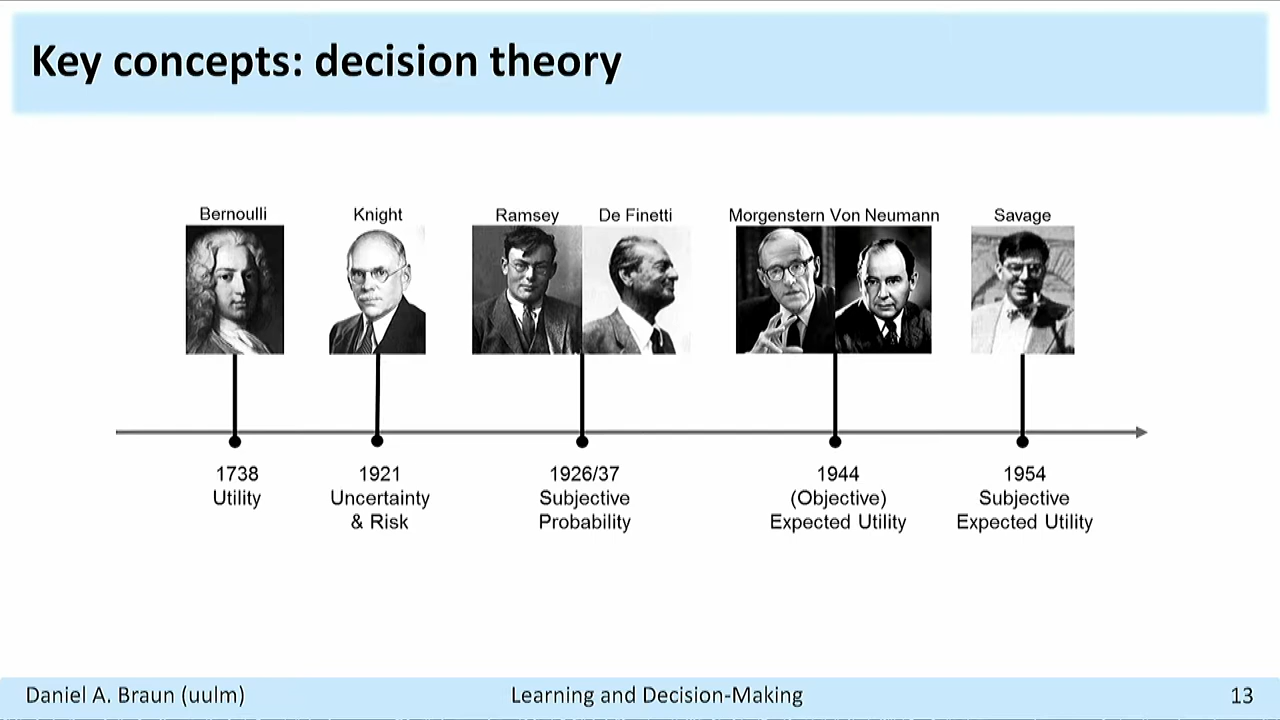 Key concepts: decision theory
Bernoulli
Knight
Ramsey
De Finetti
Morgenstern Von Neumann
Savage
1738
Utility
1921
Uncertainty
& Risk
1926/37
Subjective
Probability
1944
(Objective)
Expected Utility
1954
Subjective
Expected Utility
Daniel A. Braun (uulm)
Learning and Decision-Making
13